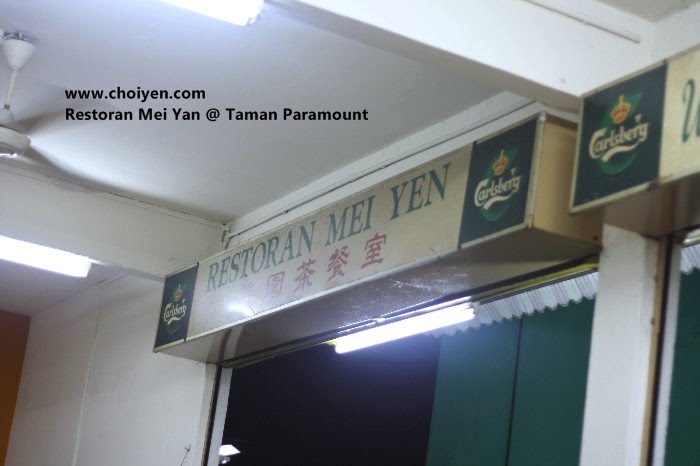 www.choiyen.com
Restoran Mei Yan @ Taman Paramount
Carlsberg
RESTORAN MEI YEN
園茶餐室
Carlsberg
Carlsberg